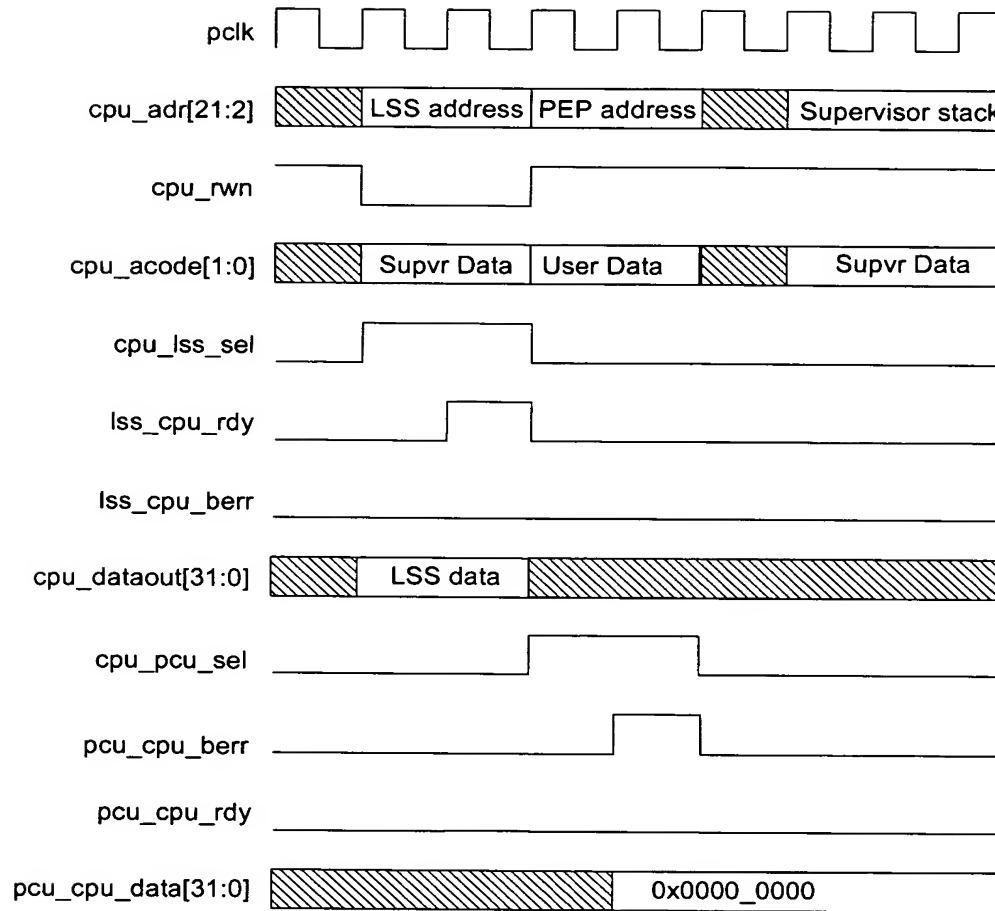 pclk
cpu_adr[21:2] LSS address PEP address Supervisor stack
cpu_rwn
cpu_acode[1:0] Supvr Data User Data Supvr Data
cpu_lss_sel
lss_cpu_rdy
lss_cpu_berr
cpu_dataout[31:0] LSS data
cpu_pcu_sel
pcu_cpu_berr
pcu_cpu_rdy
pcu_cpu_data[31:0] 0x0000_0000